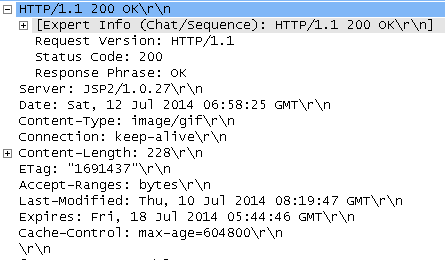 HTTP/1.1 200 OK\r\n
[Expert Info (Chat/Sequence): HTTP/1.1 200 OK\r\n]
Request Version: HTTP/1.1
Status Code: 200
Response Phrase: OK
Server: JSP2/1.0.27\r\n
Date: Sat, 12 Jul 2014 06:58:25 GMT\r\n
Content-Type: image/gif\r\n
Connection: keep-alive\r\n
Content-Length: 228\r\n
ETag: "1691437"\r\n
Accept-Ranges: bytes\r\n
Last-Modified: Thu, 10 Jul 2014 08:19:47 GMT\r\n
Expires: Fri, 18 Jul 2014 05:44:46 GMT\r\n
Cache-Control: max-age=604800\r\n
\r\n